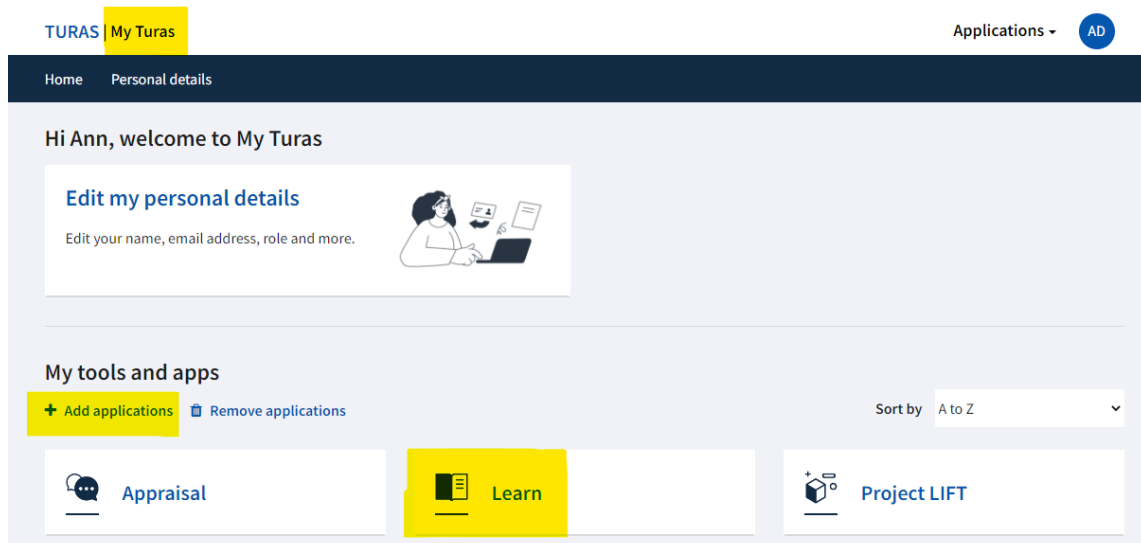 TURAS | My Turas
Applications
AD
Home Personal details
Hi Ann, welcome to My Turas
Edit my personal details
Edit your name, email address, role and more.
My tools and apps
+ Add applications Remove applications
Sort by A to Z
Appraisal
Learn
Project LIFT